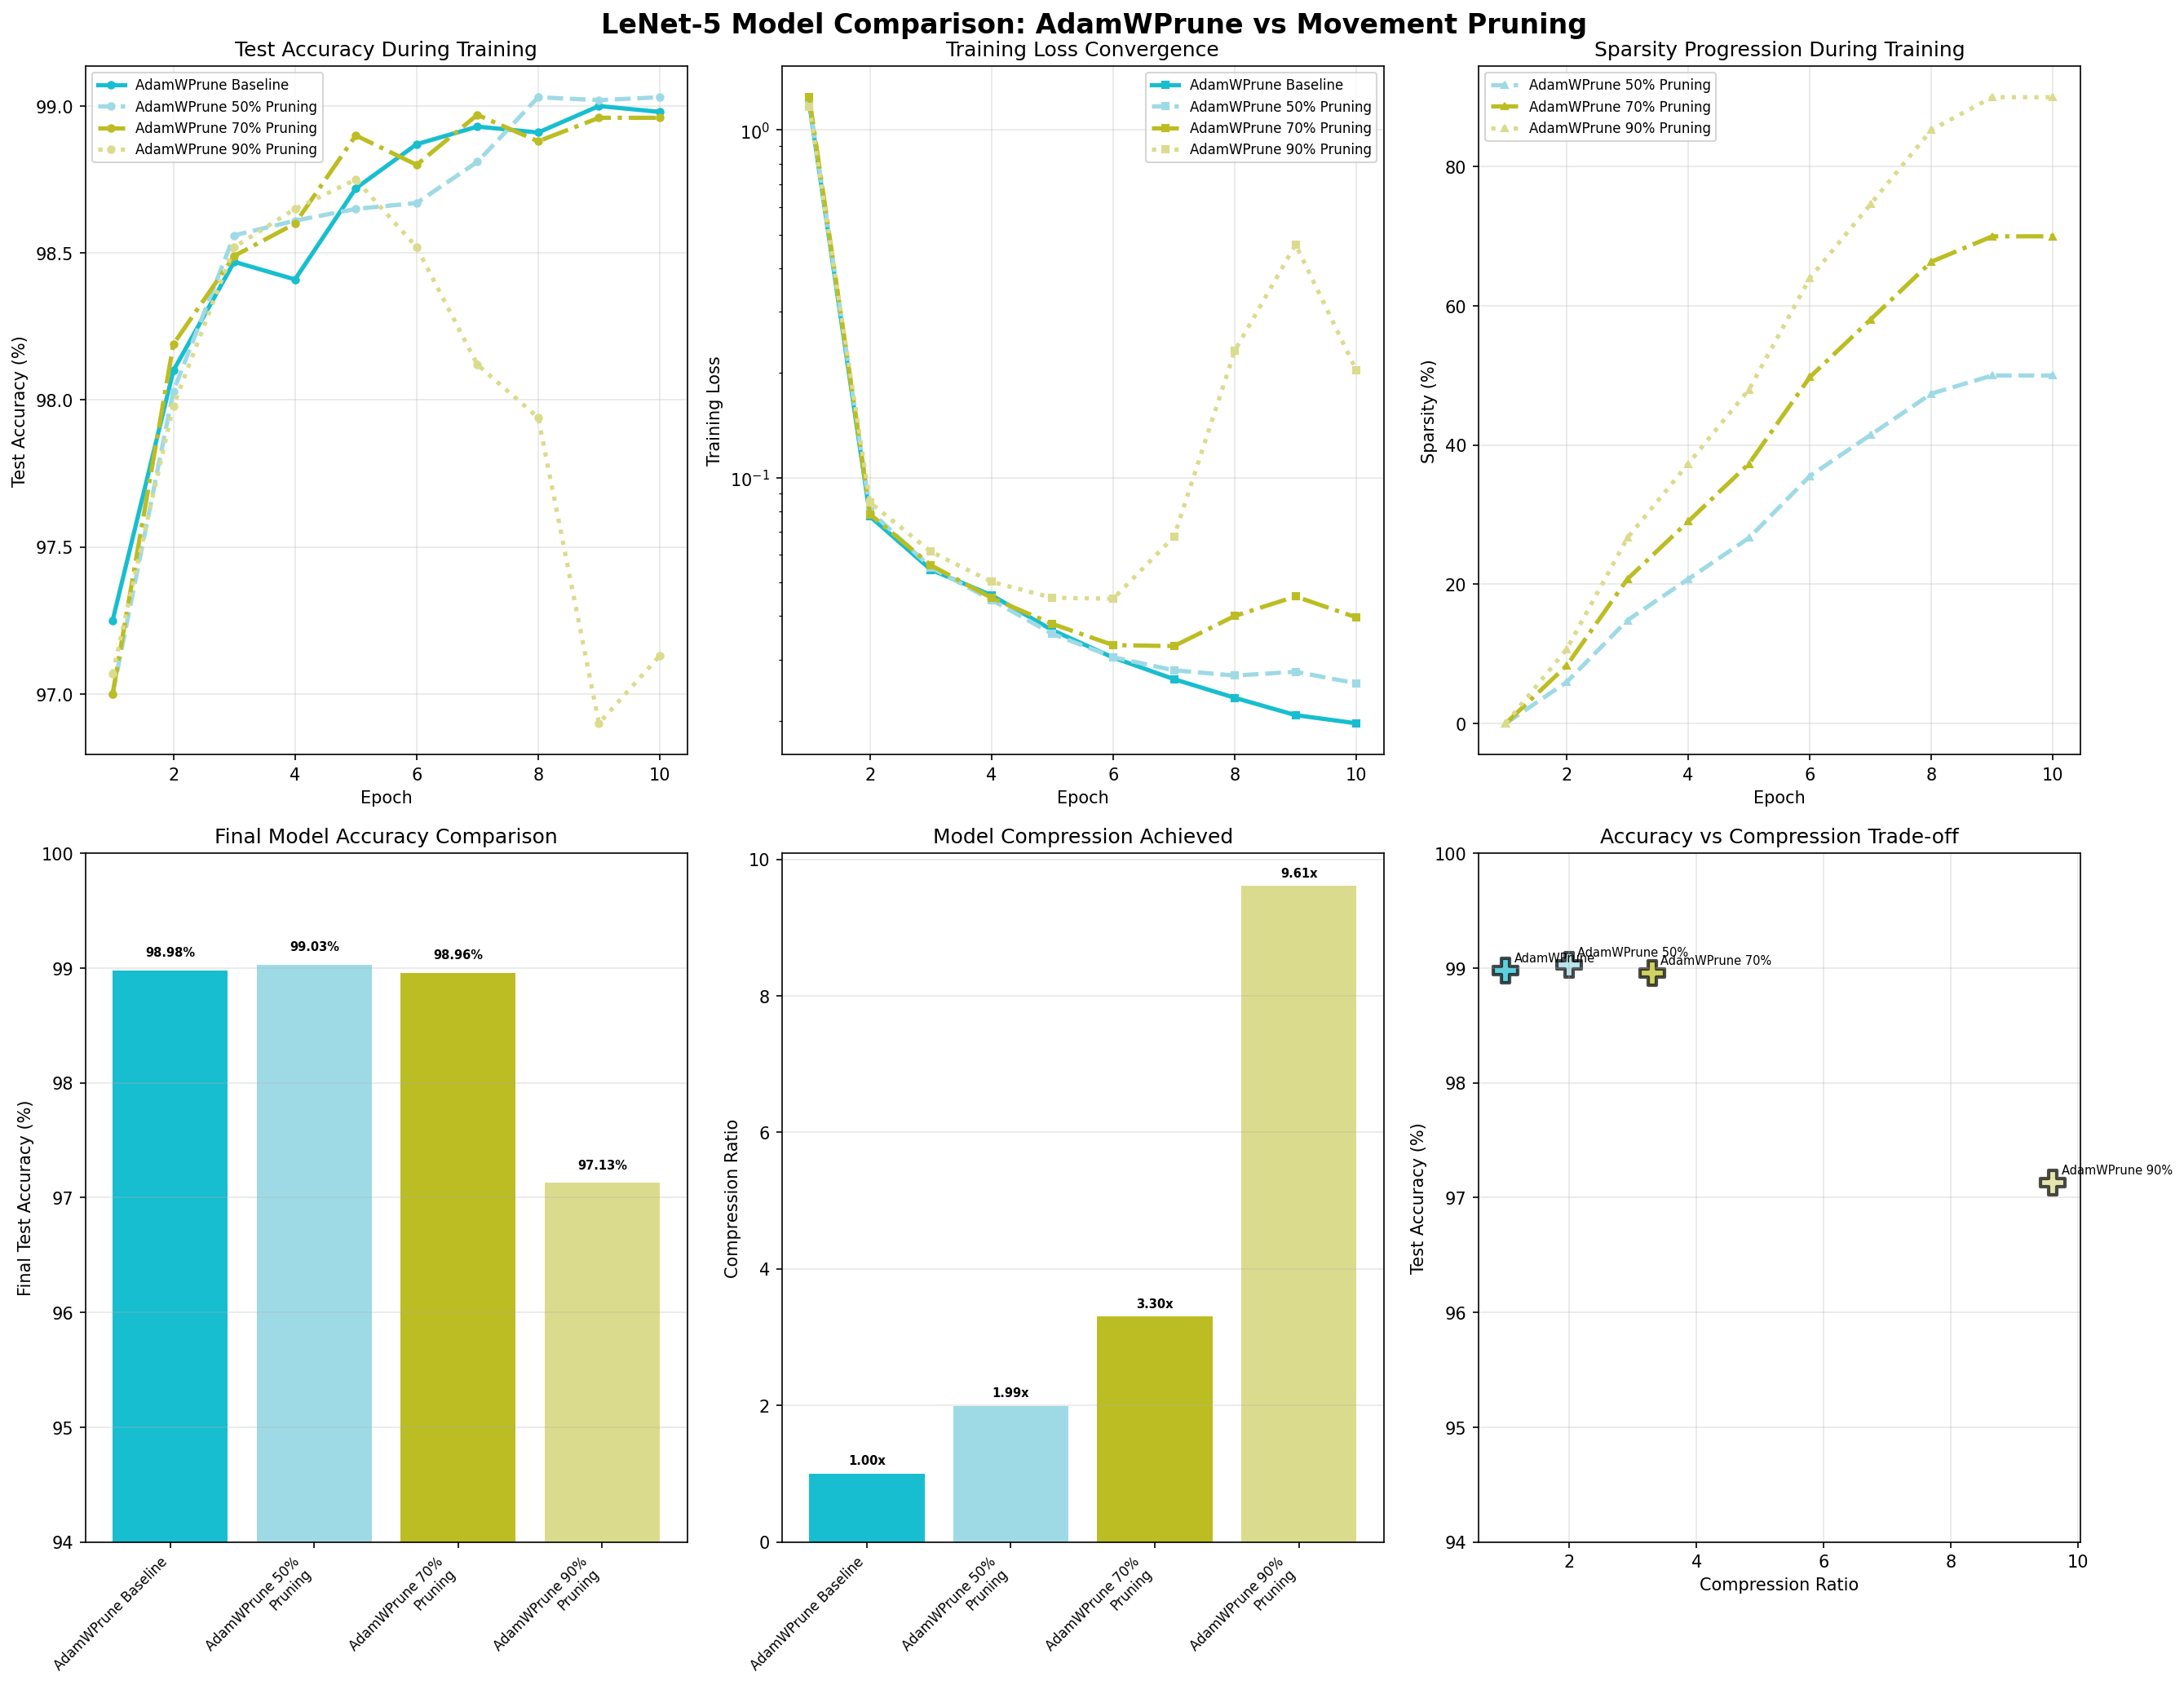 LeNet-5 Model Comparison: AdamWPrune vs Movement Pruning
Test Accuracy During Training
AdamWPrune Baseline
AdamWPrune 50% Pruning
AdamWPrune 70% Pruning
AdamWPrune 90% Pruning
99.0
98.5
98.0
97.5
97.0
Test Accuracy (%)
2 4 6 8 10
Epoch
Training Loss Convergence
AdamWPrune Baseline
AdamWPrune 50% Pruning
AdamWPrune 70% Pruning
AdamWPrune 90% Pruning
10⁰
10⁻¹
Training Loss
2 4 6 8 10
Epoch
Sparsity Progression During Training
AdamWPrune 50% Pruning
AdamWPrune 70% Pruning
AdamWPrune 90% Pruning
80
60
40
20
0
Sparsity (%)
2 4 6 8 10
Epoch
Final Model Accuracy Comparison
100
99
98
97
96
95
94
Final Test Accuracy (%)
98.98%
99.03%
98.96%
97.13%
AdamWPrune Baseline
AdamWPrune 50%
Pruning
AdamWPrune 70%
Pruning
AdamWPrune 90%
Pruning
Model Compression Achieved
10
8
6
4
2
0
Compression Ratio
1.00x
1.99x
3.30x
9.61x
AdamWPrune Baseline
AdamWPrune 50%
Pruning
AdamWPrune 70%
Pruning
AdamWPrune 90%
Pruning
Accuracy vs Compression Trade-off
100
99
98
97
96
95
94
Test Accuracy (%)
AdamWPrune
AdamWPrune 50%
AdamWPrune 70%
AdamWPrune 90%
2 4 6 8 10
Compression Ratio